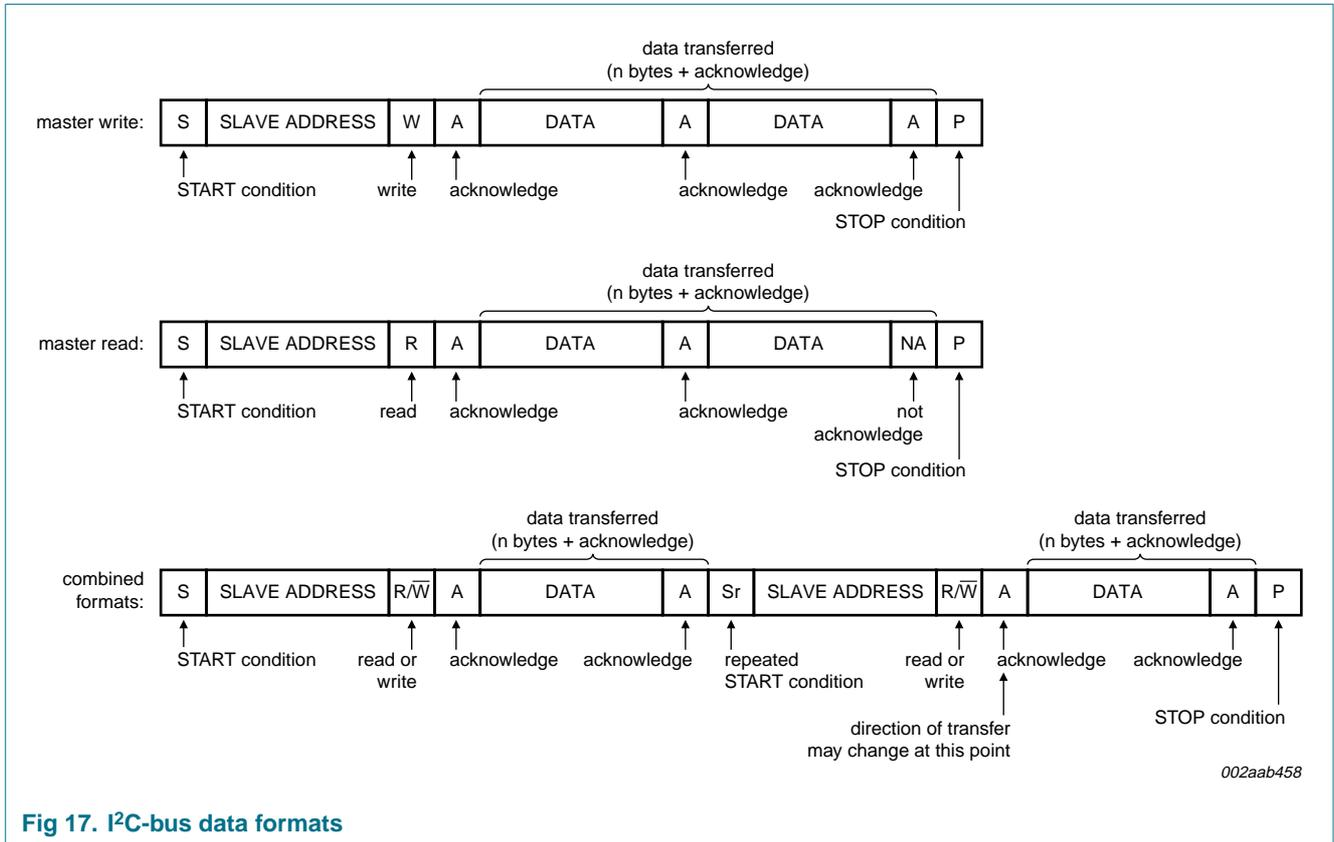 data transferred
(n bytes + acknowledge)
master write: S SLAVE ADDRESS W A DATA A DATA A P
START condition write acknowledge acknowledge acknowledge
STOP condition
data transferred
(n bytes + acknowledge)
master read: S SLAVE ADDRESS R A DATA A DATA NA P
START condition read acknowledge acknowledge not
acknowledge
STOP condition
data transferred data transferred
(n bytes + acknowledge) (n bytes + acknowledge)
combined
formats: S SLAVE ADDRESS R/W̅ A DATA A Sr SLAVE ADDRESS R/W̅ A DATA A P
START condition read or acknowledge acknowledge repeated read or acknowledge acknowledge
write START condition write
STOP condition
direction of transfer
may change at this point
002aab458
Fig 17. I²C-bus data formats